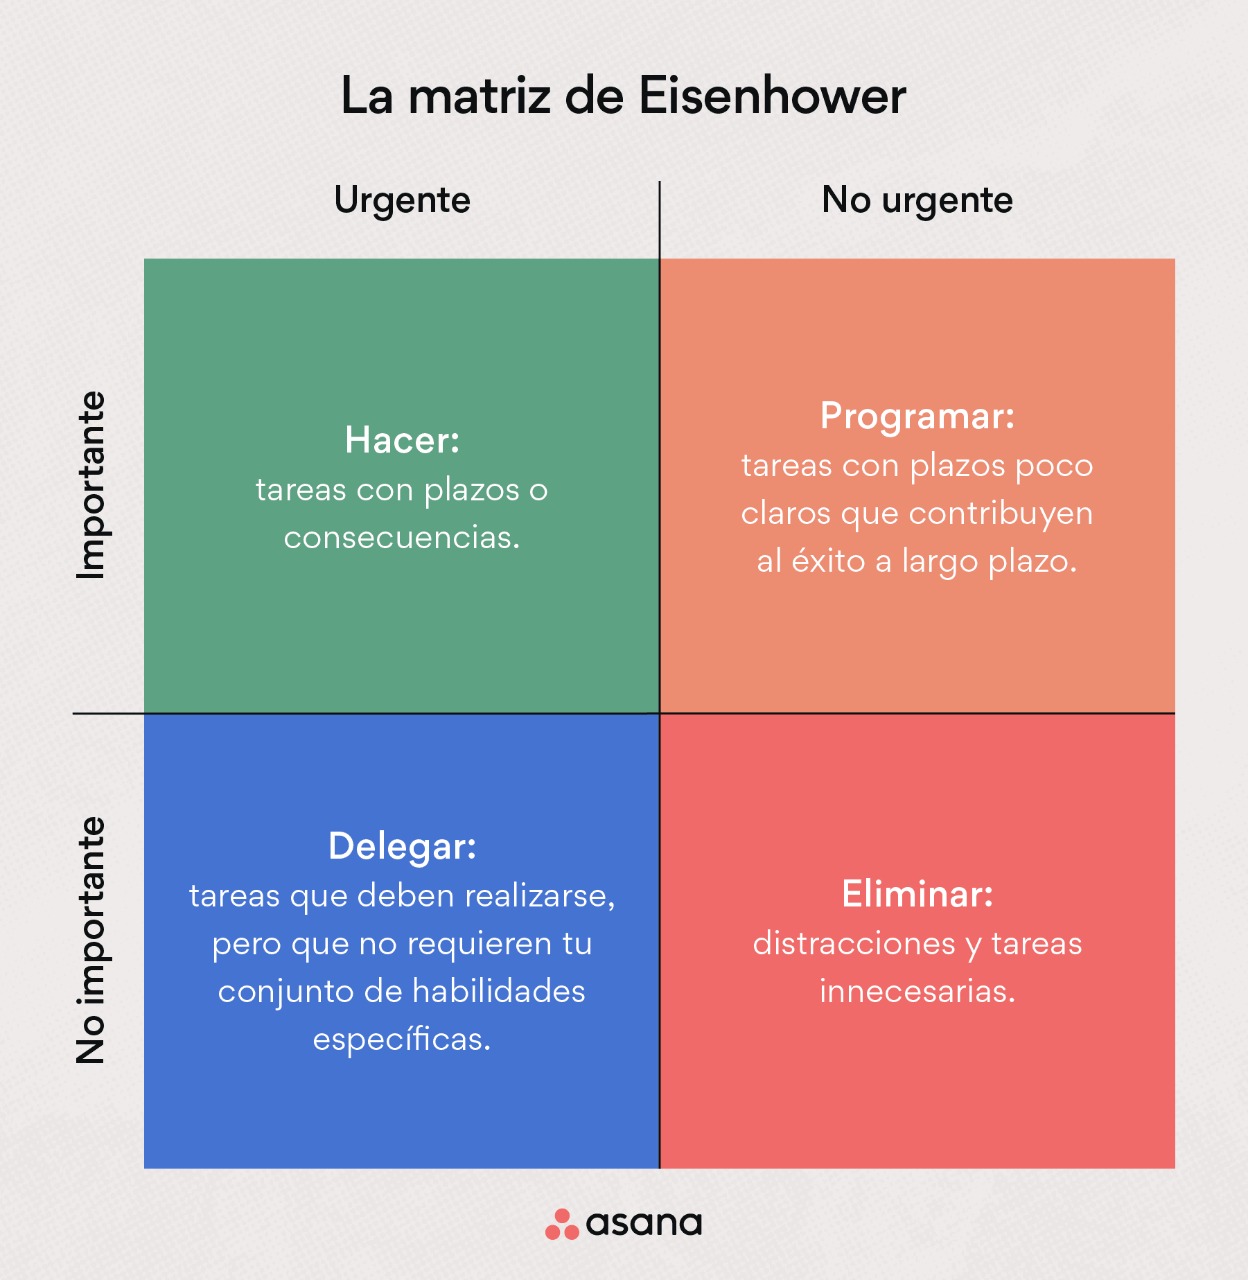 La matriz de Eisenhower
Urgente
No urgente
Importante
Hacer:
tareas con plazos o
consecuencias.
Programar:
tareas con plazos poco
claros que contribuyen
al éxito a largo plazo.
No importante
Delegar:
tareas que deben realizarse,
pero que no requieren tu
conjunto de habilidades
específicas.
Eliminar:
distracciones y tareas
innecesarias.
asana